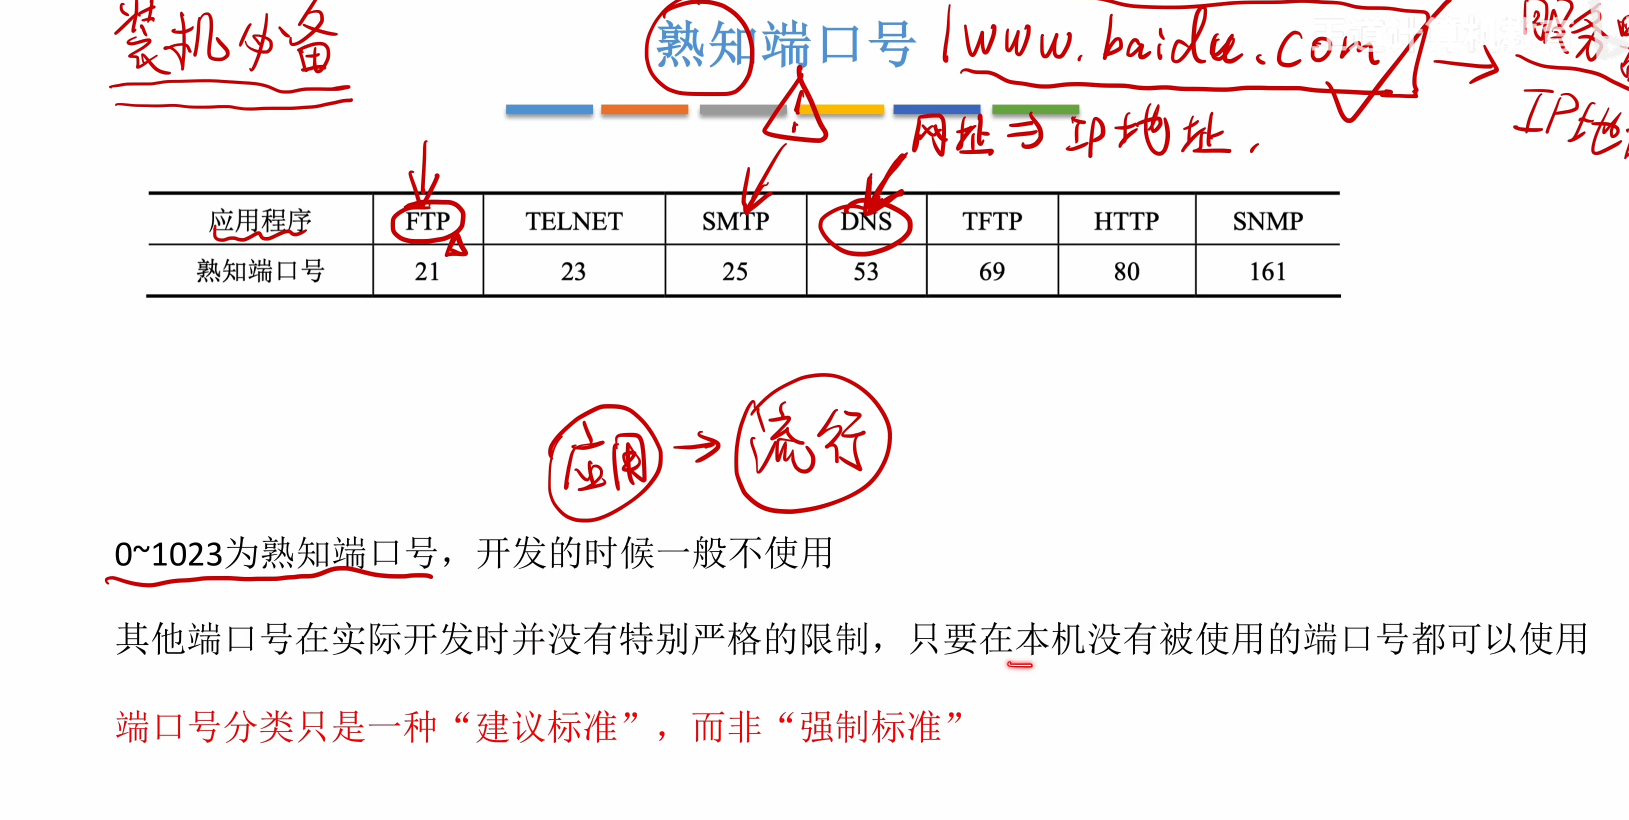 装机必备
熟知端口号
www.baidu.com
IP地
网址⇒IP地址.
应用程序 FTP TELNET SMTP DNS TFTP HTTP SNMP
熟知端口号 21 23 25 53 69 80 161
应用→流行
0~1023为熟知端口号，开发的时候一般不使用
其他端口号在实际开发时并没有特别严格的限制，只要在本机没有被使用的端口号都可以使用
端口号分类只是一种“建议标准”，而非“强制标准”